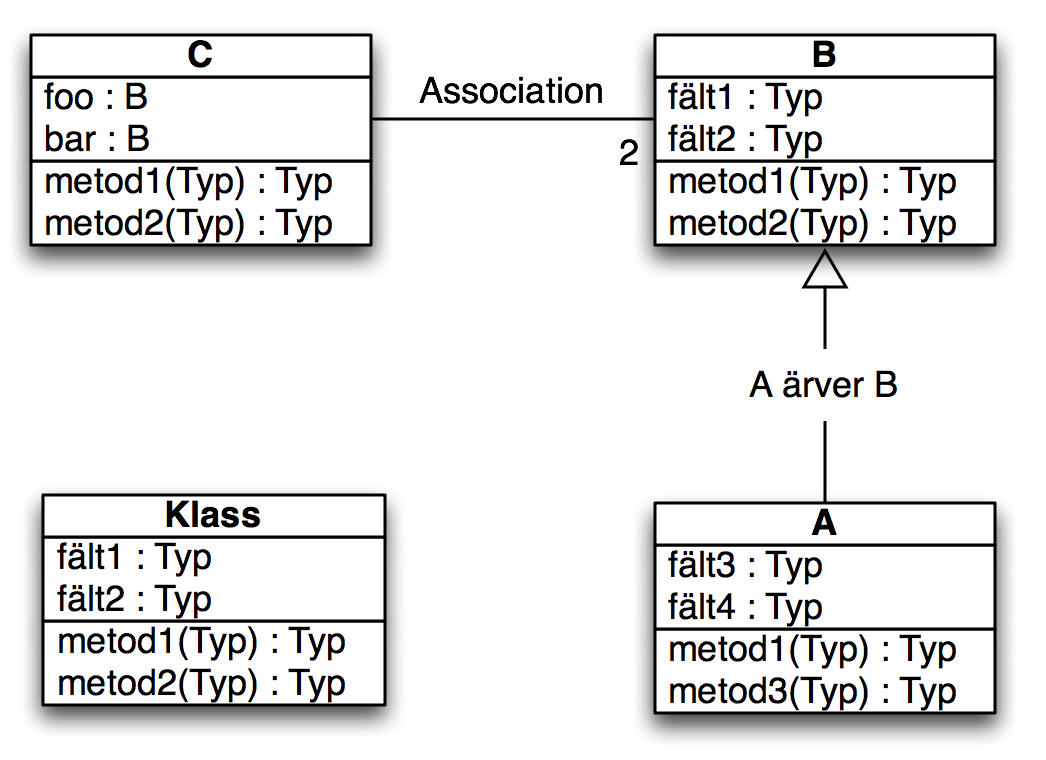 C
foo : B
bar : B
metod1(Typ) : Typ
metod2(Typ) : Typ
Association
2
B
fält1 : Typ
fält2 : Typ
metod1(Typ) : Typ
metod2(Typ) : Typ
A ärver B
Klass
fält1 : Typ
fält2 : Typ
metod1(Typ) : Typ
metod2(Typ) : Typ
A
fält3 : Typ
fält4 : Typ
metod1(Typ) : Typ
metod3(Typ) : Typ